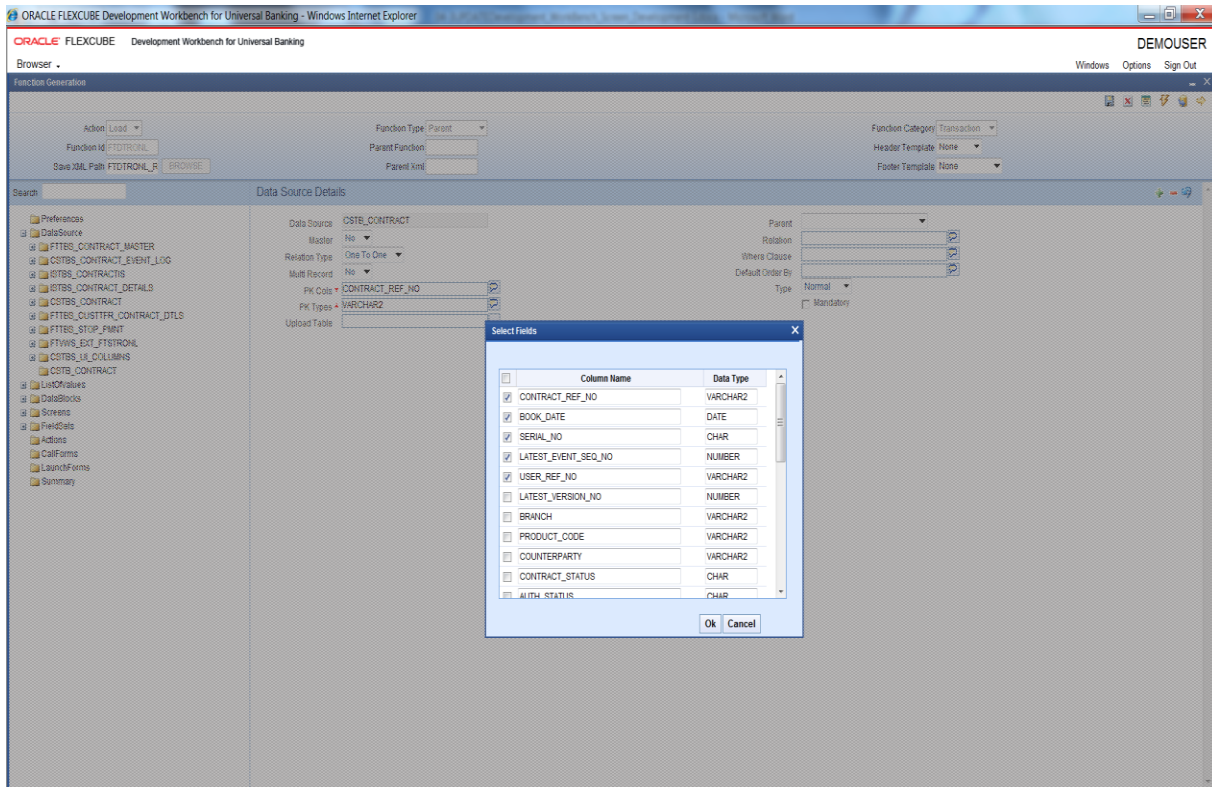 ORACLE FLEXCUBE Development Workbench for Universal Banking - Windows Internet Explorer
ORACLE FLEXCUBE Development Workbench for Universal Banking
DEMOUSER
Browser
Windows Options Sign Out
Function Generation
Action Load
Function Type Parent
Function Category Transaction
Function Id FTDTRONL
Parent Function
Header Template None
Save XML Path FTDTRONL_R BROWSE
Parent Xml
Footer Template None
Search
Data Source Details
Preferences
DataSource
FTTBS_CONTRACT_MASTER
CSTBS_CONTRACT_EVENT_LOG
ISTBS_CONTRACTIS
ISTBS_CONTRACT_DETAILS
CSTBS_CONTRACT
FTTBS_CUSTTFR_CONTRACT_DTLS
FTTBS_STOP_PMNT
FTVWS_EXT_FTSTRONL
CSTBS_UI_COLUMNS
CSTB_CONTRACT
ListOfValues
DataBlocks
Screens
FieldSets
Actions
CallForms
LaunchForms
Summary
Data Source CSTB_CONTRACT
Parent
Master No
Relation
Relation Type One To One
Where Clause
Multi Record No
Default Order By
PK Cols * CONTRACT_REF_NO
Type Normal
PK Types * VARCHAR2
Mandatory
Upload Table
Select Fields X
Column Name Data Type
CONTRACT_REF_NO VARCHAR2
BOOK_DATE DATE
SERIAL_NO CHAR
LATEST_EVENT_SEQ_NO NUMBER
USER_REF_NO VARCHAR2
LATEST_VERSION_NO NUMBER
BRANCH VARCHAR2
PRODUCT_CODE VARCHAR2
COUNTERPARTY VARCHAR2
CONTRACT_STATUS CHAR
AUTH_STATUS CHAR
Ok Cancel